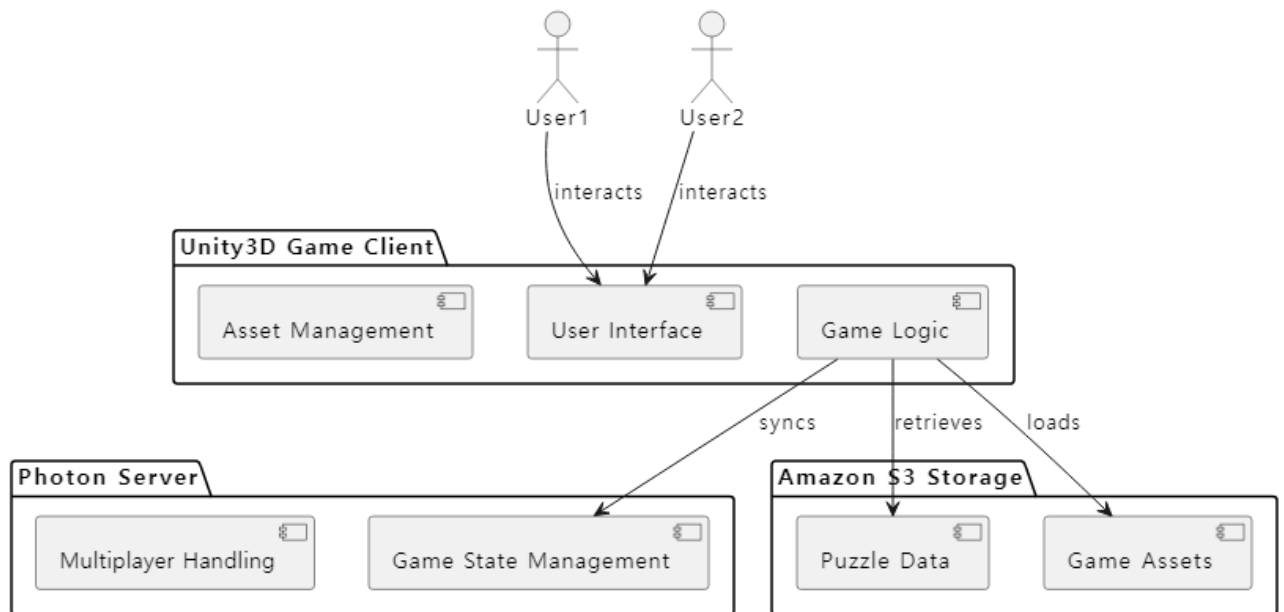 User1
User2
interacts
interacts
Unity3D Game Client
Asset Management
User Interface
Game Logic
syncs
retrieves
loads
Photon Server
Amazon S3 Storage
Multiplayer Handling
Game State Management
Puzzle Data
Game Assets